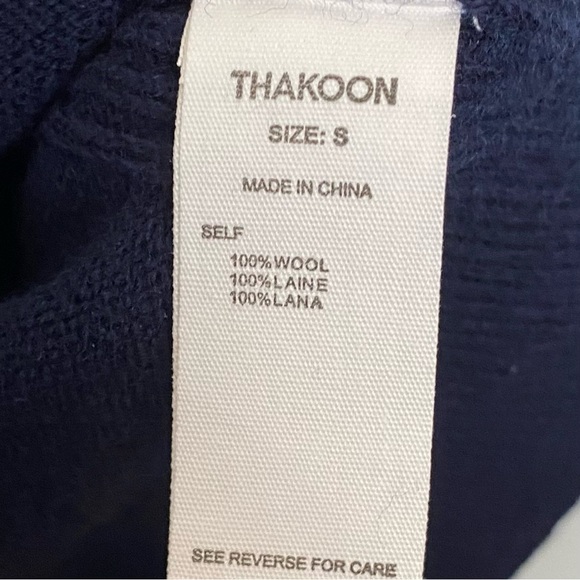 THAKOON
SIZE: S
MADE IN CHINA
SELF
100% WOOL
100% LAINE
100% LANA
SEE REVERSE FOR CARE